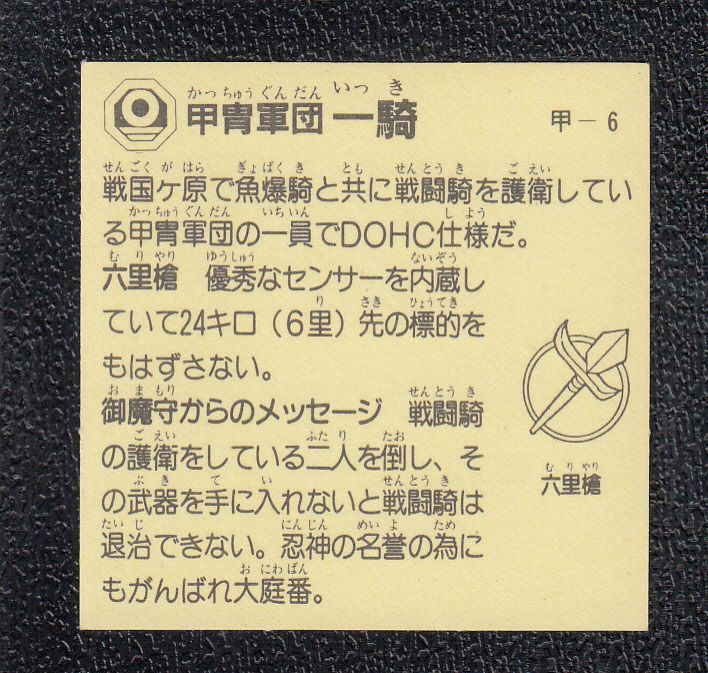 かっちゅうぐんだん いっき
甲冑軍団 一騎 甲－6
せんごくがはら ぎょばくき とも せんとうき ごえい
戦国ヶ原で魚爆騎と共に戦闘騎を護衛してい
かっちゅうぐんだん いちいん しよう
る甲冑軍団の一員でDOHC仕様だ。
むりやり ゆうしゅう ないぞう
六里槍 優秀なセンサーを内蔵し
り さき ひょうてき
ていて24キロ（6里）先の標的を
もはずさない。
おまもり せんとうき
御魔守からのメッセージ 戦闘騎
ごえい ふたり たお
の護衛をしている二人を倒し、そ
ぶき てい せんとうき
の武器を手に入れないと戦闘騎は
たいじ にんじん めいよ ため
退治できない。忍神の名誉の為に
おにわばん
もがんばれ大庭番。
むりやり
六里槍